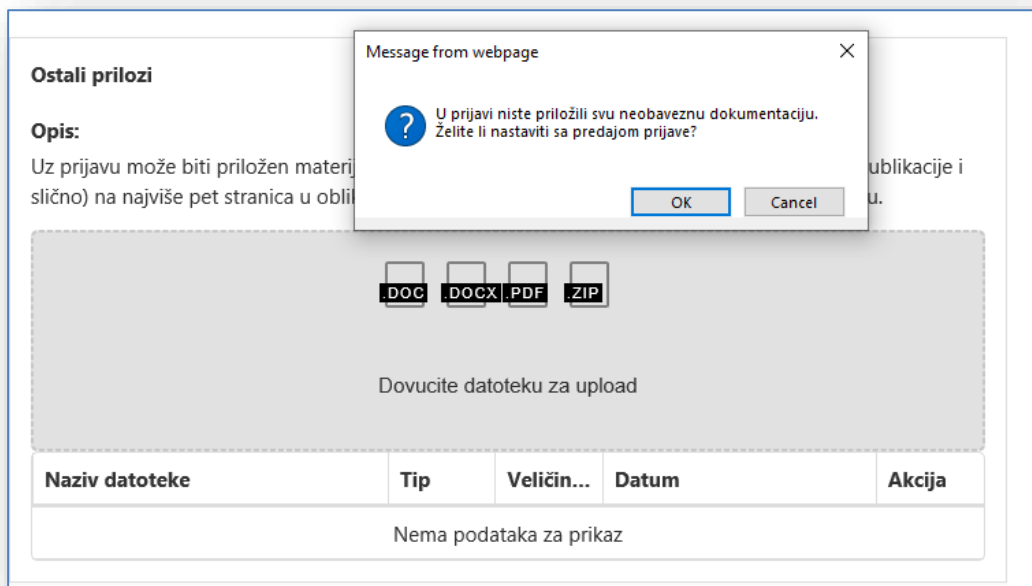 Message from webpage
U prijavi niste priložili svu neobaveznu dokumentaciju.
Želite li nastaviti sa predajom prijave?
OK Cancel
Ostali prilozi
Opis:
Uz prijavu može biti priložen materij ublikacije i
slično) na najviše pet stranica u oblik u.
.DOC .DOCX .PDF .ZIP
Dovucite datoteku za upload
Naziv datoteke Tip Veličin... Datum Akcija
Nema podataka za prikaz